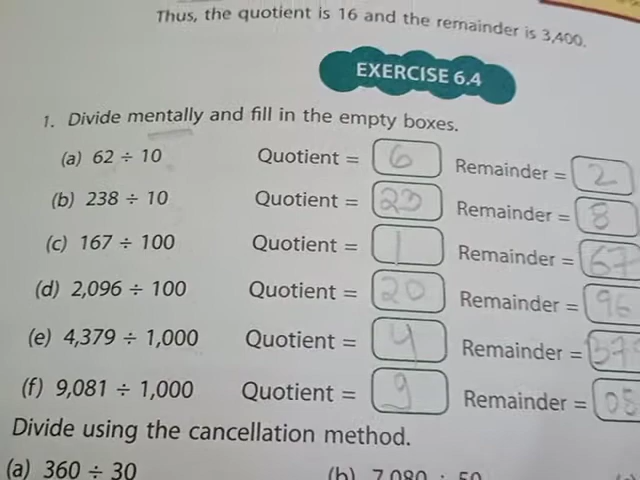 Thus, the quotient is 16 and the remainder is 3,400.
EXERCISE 6.4
1. Divide mentally and fill in the empty boxes.
(a) 62 ÷ 10 Quotient = 6 Remainder = 2
(b) 238 ÷ 10 Quotient = 23 Remainder = 8
(c) 167 ÷ 100 Quotient = 1 Remainder = 67
(d) 2,096 ÷ 100 Quotient = 20 Remainder = 96
(e) 4,379 ÷ 1,000 Quotient = 4 Remainder =
(f) 9,081 ÷ 1,000 Quotient = 9 Remainder =
Divide using the cancellation method.
(a) 360 ÷ 30 (b) 7,080 ÷ 50